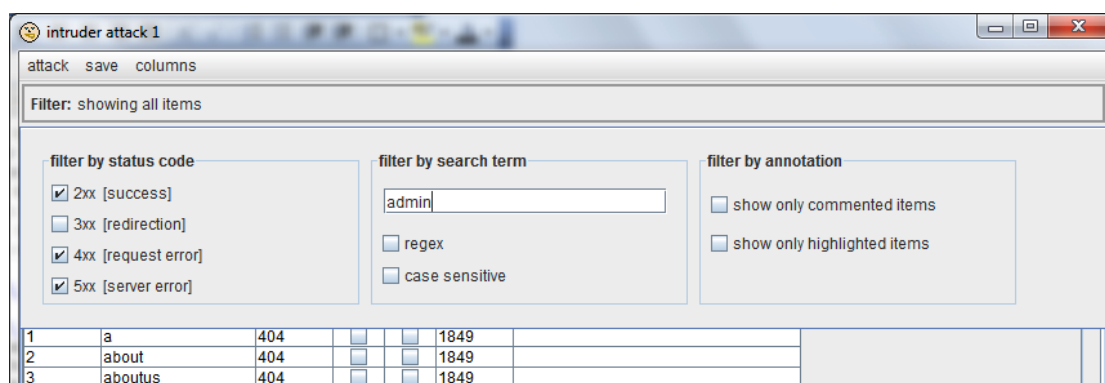 intruder attack 1
attack save columns
Filter: showing all items
filter by status code
2xx [success]
3xx [redirection]
4xx [request error]
5xx [server error]
filter by search term
admin
regex
case sensitive
filter by annotation
show only commented items
show only highlighted items
1 a 404 1849
2 about 404 1849
3 aboutus 404 1849